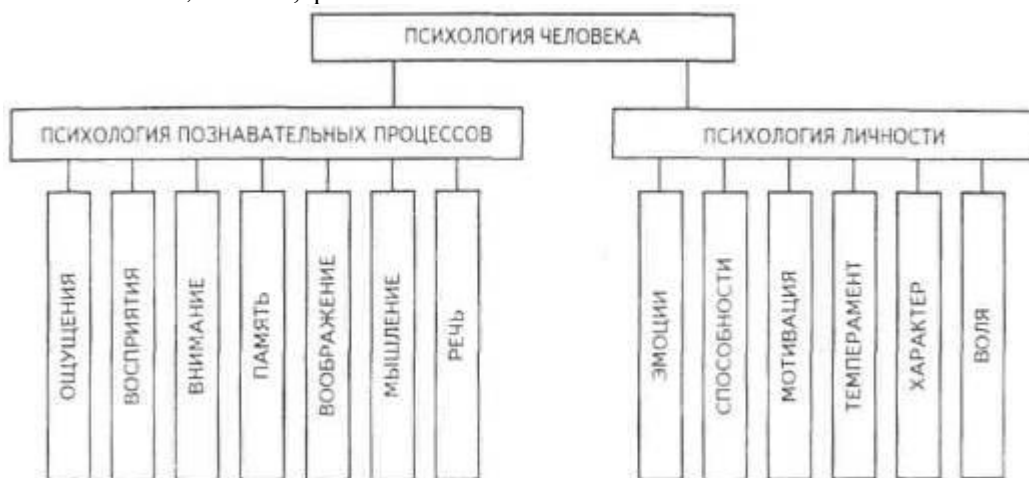 ПСИХОЛОГИЯ ЧЕЛОВЕКА
ПСИХОЛОГИЯ ПОЗНАВАТЕЛЬНЫХ ПРОЦЕССОВ
ПСИХОЛОГИЯ ЛИЧНОСТИ
ОЩУЩЕНИЯ
ВОСПРИЯТИЯ
ВНИМАНИЕ
ПАМЯТЬ
ВООБРАЖЕНИЕ
МЫШЛЕНИЕ
РЕЧЬ
ЭМОЦИИ
СПОСОБНОСТИ
МОТИВАЦИЯ
ТЕМПЕРАМЕНТ
ХАРАКТЕР
ВОЛЯ